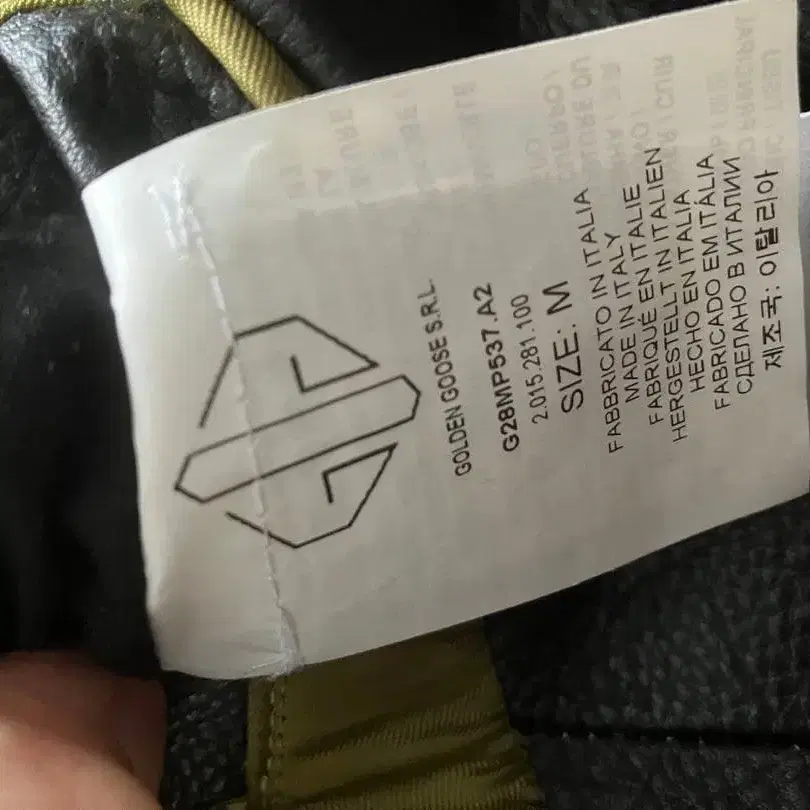 GOLDEN GOOSE S.R.L.
G28MP537.A2
2.015.281.100
SIZE: M
FABBRICATO IN ITALIA
MADE IN ITALY
FABRIQUÉ EN ITALIE
HERGESTELLT IN ITALIEN
HECHO EN ITALIA
FABRICADO EM ITÁLIA
СДЕЛАНО В ИТАЛИИ
제조국: 이탈리아